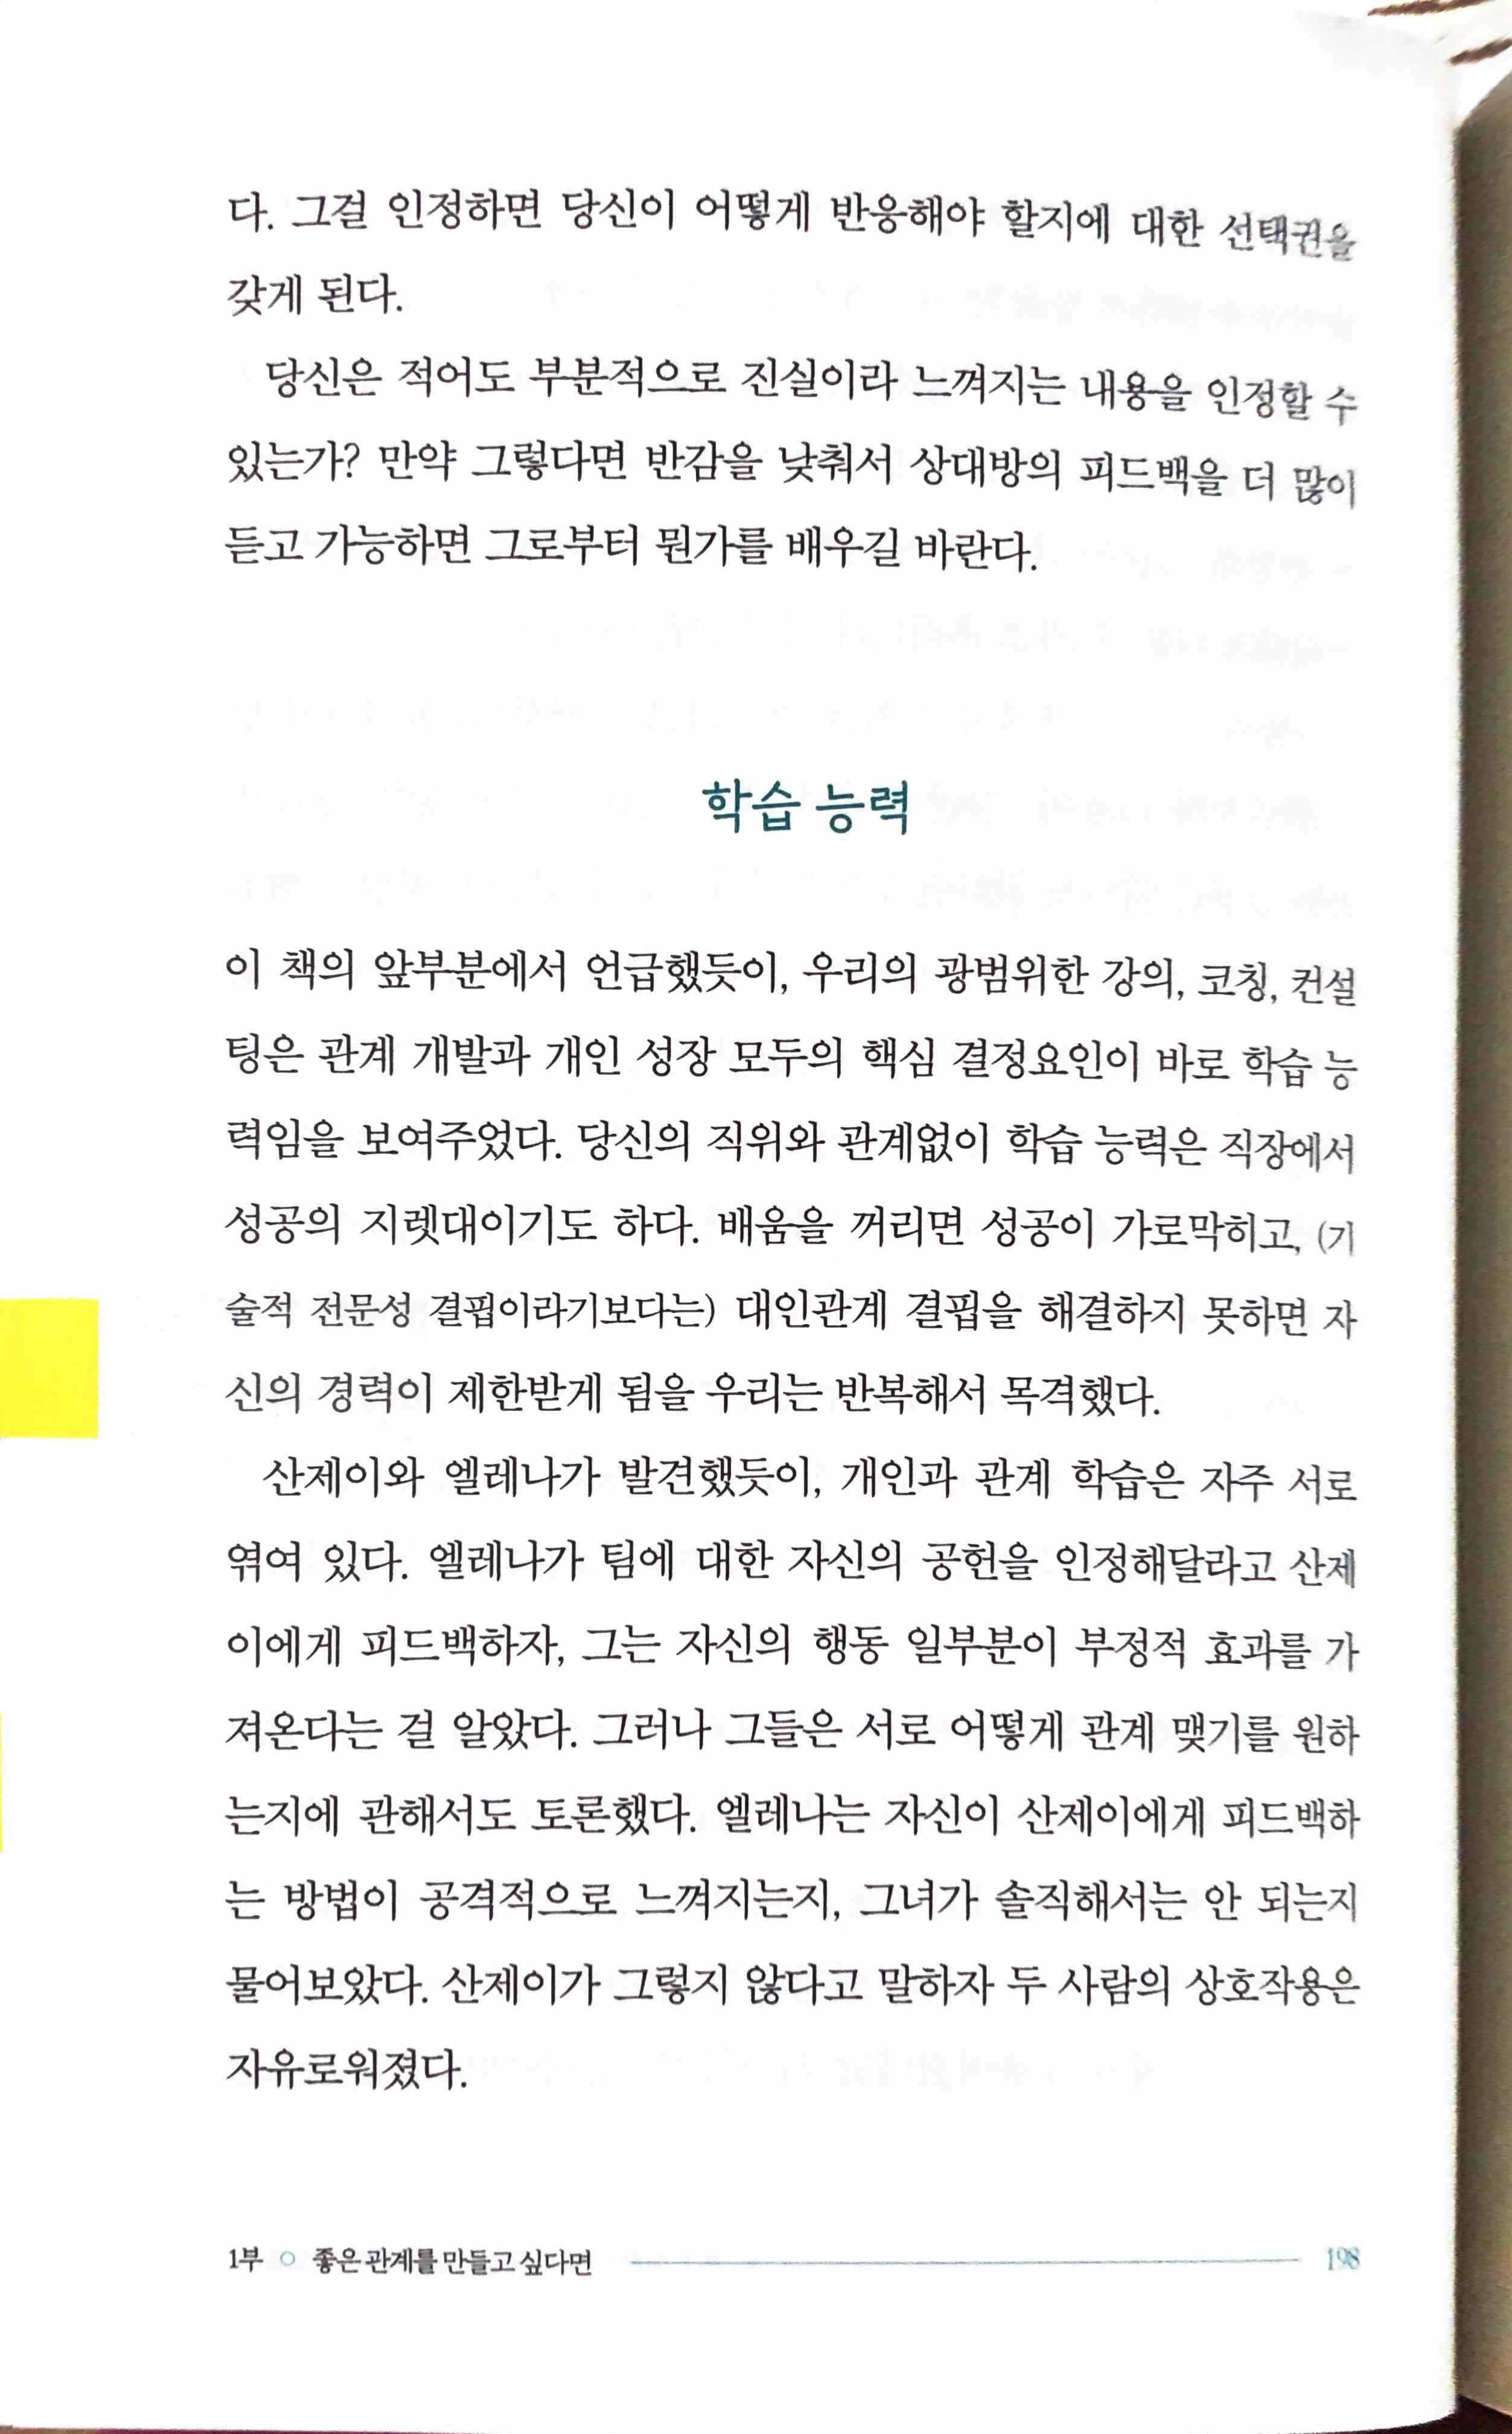 다. 그걸 인정하면 당신이 어떻게 반응해야 할지에 대한 선택권을
갖게 된다.
당신은 적어도 부분적으로 진실이라 느껴지는 내용을 인정할 수
있는가? 만약 그렇다면 반감을 낮춰서 상대방의 피드백을 더 많이
듣고 가능하면 그로부터 뭔가를 배우길 바란다.
학습 능력
이 책의 앞부분에서 언급했듯이, 우리의 광범위한 강의, 코칭, 컨설
팅은 관계 개발과 개인 성장 모두의 핵심 결정요인이 바로 학습 능
력임을 보여주었다. 당신의 직위와 관계없이 학습 능력은 직장에서
성공의 지렛대이기도 하다. 배움을 꺼리면 성공이 가로막히고, (기
술적 전문성 결핍이라기보다는) 대인관계 결핍을 해결하지 못하면 자
신의 경력이 제한받게 됨을 우리는 반복해서 목격했다.
산제이와 엘레나가 발견했듯이, 개인과 관계 학습은 자주 서로
엮여 있다. 엘레나가 팀에 대한 자신의 공헌을 인정해달라고 산제
이에게 피드백하자, 그는 자신의 행동 일부분이 부정적 효과를 가
져온다는 걸 알았다. 그러나 그들은 서로 어떻게 관계 맺기를 원하
는지에 관해서도 토론했다. 엘레나는 자신이 산제이에게 피드백하
는 방법이 공격적으로 느껴지는지, 그녀가 솔직해서는 안 되는지
물어보았다. 산제이가 그렇지 않다고 말하자 두 사람의 상호작용은
자유로워졌다.
1부 ○ 좋은 관계를 만들고 싶다면 198